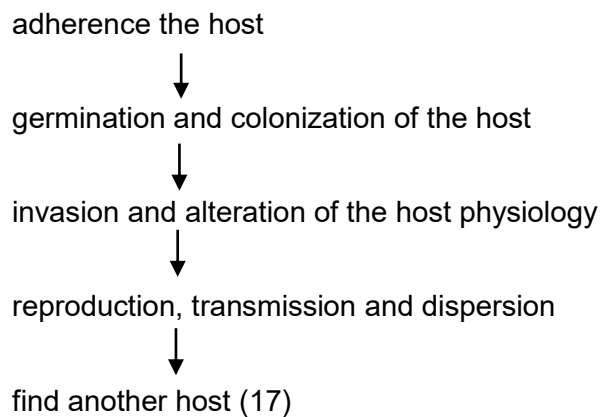 adherence the host
germination and colonization of the host
invasion and alteration of the host physiology
reproduction, transmission and dispersion
find another host (17)